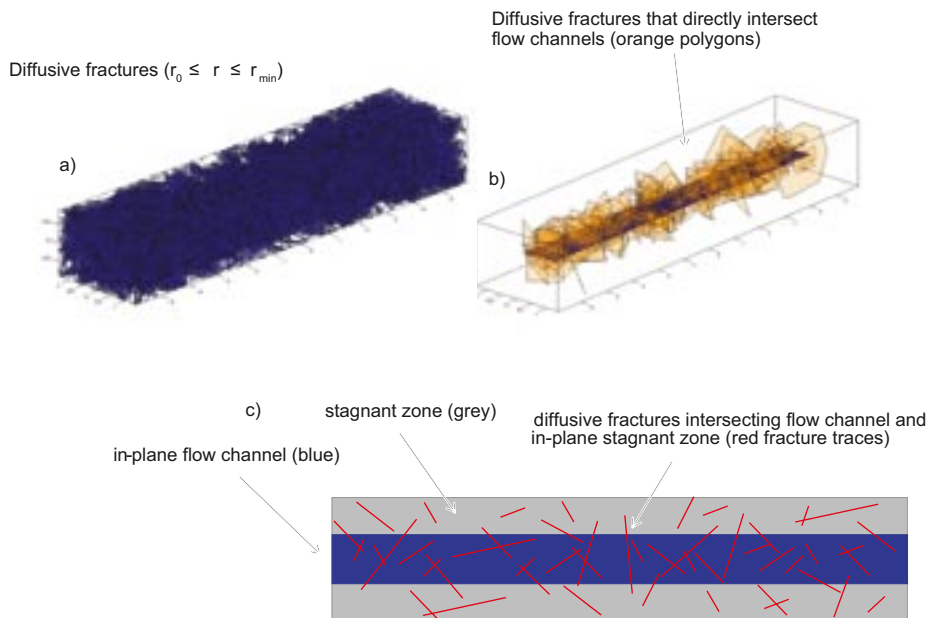 Diffusive fractures that directly intersect
flow channels (orange polygons)
Diffusive fractures (r0 ≤ r ≤ rmin)
a)
b)
c)
stagnant zone (grey)
diffusive fractures intersecting flow channel and
in-plane stagnant zone (red fracture traces)
in-plane flow channel (blue)